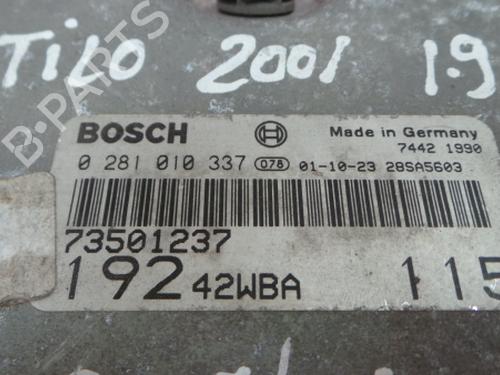 TILO 2001 1.9
B-PARTS
BOSCH
Made in Germany
7442 1990
0 281 010 337 078 01-10-23 28SA5603
73501237
192 42WBA 115